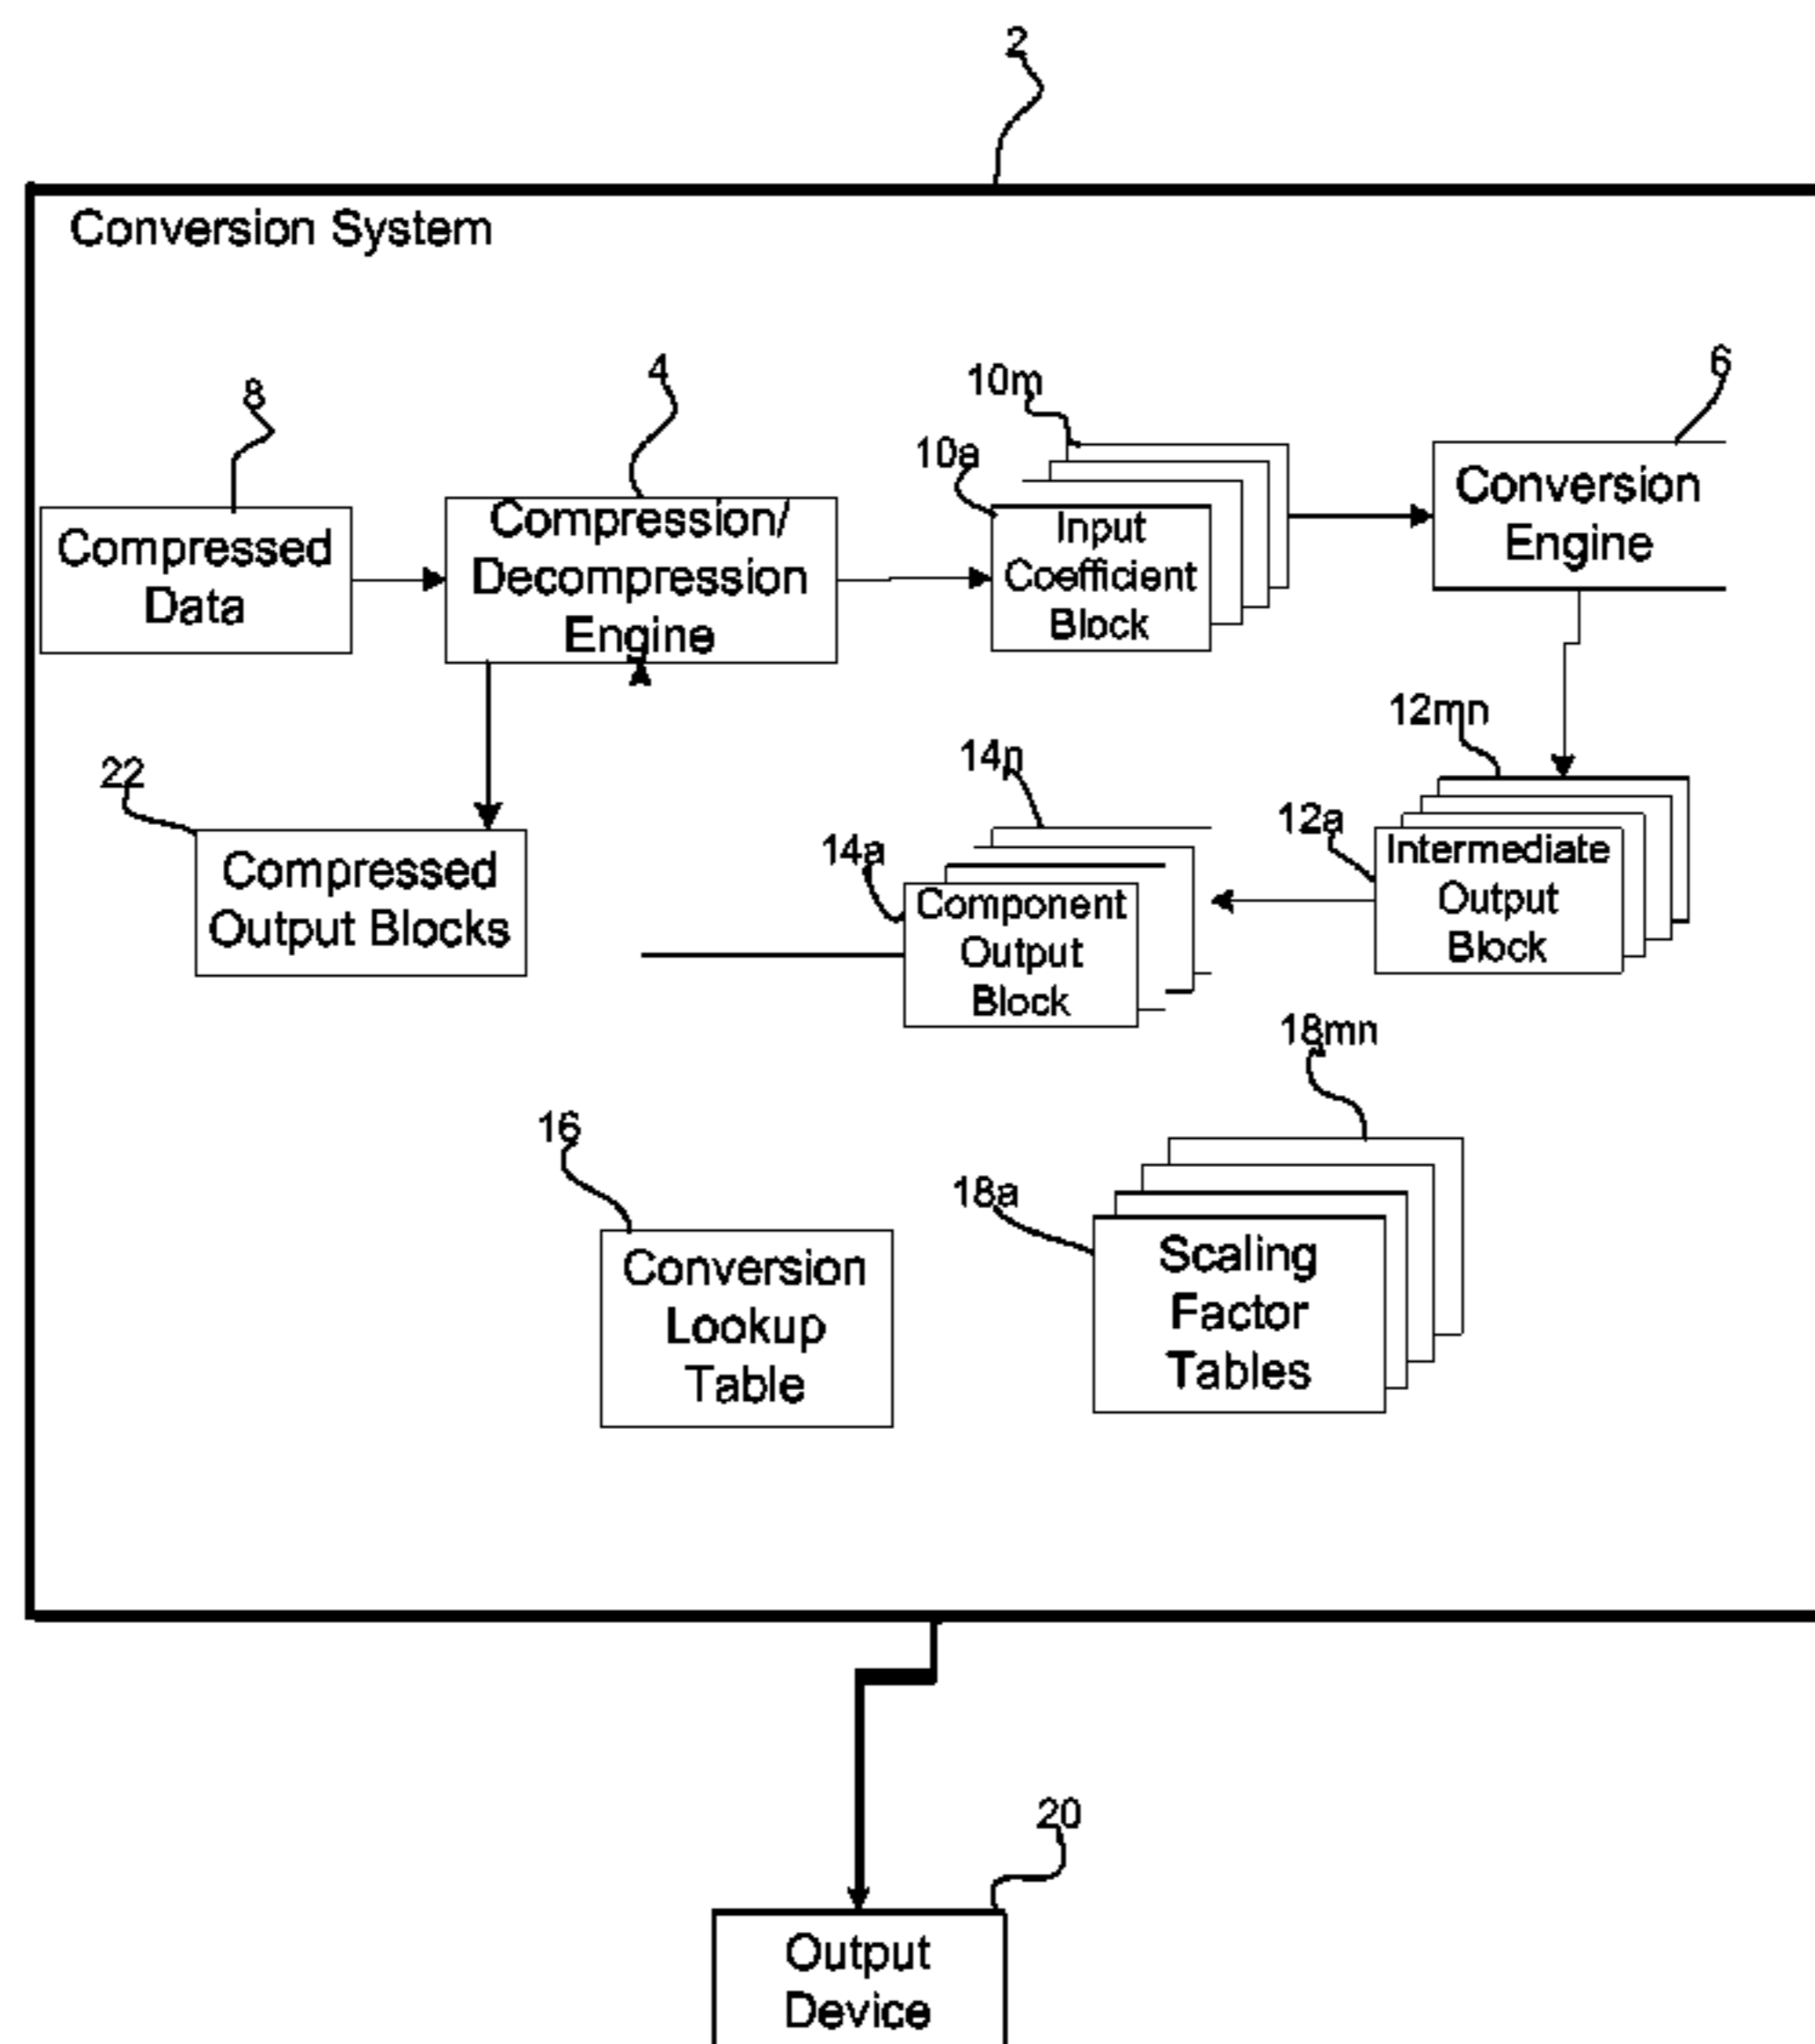 2
Conversion System
8
4
10m
10a
6
Compressed
Data
Compression/
Decompression
Engine
Input
Coefficient
Block
Conversion
Engine
22
14n
14a
12mn
12a
Compressed
Output Blocks
Component
Output
Block
Intermediate
Output
Block
18mn
16
18a
Conversion
Lookup
Table
Scaling
Factor
Tables
20
Output
Device